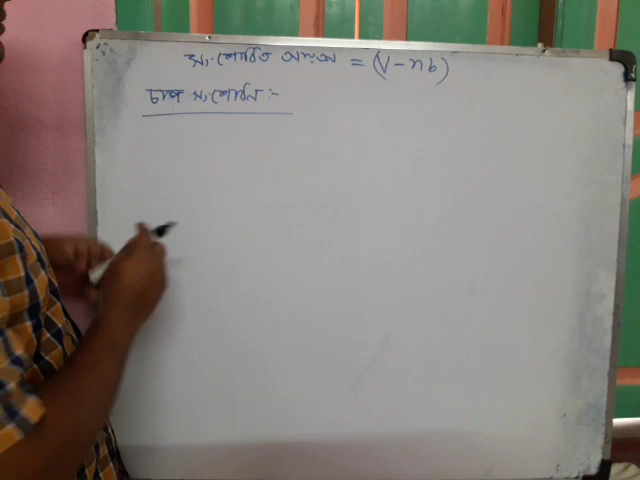 সংশোধিত আয়তন = (V-nb)
চাপ সংশোধন :-